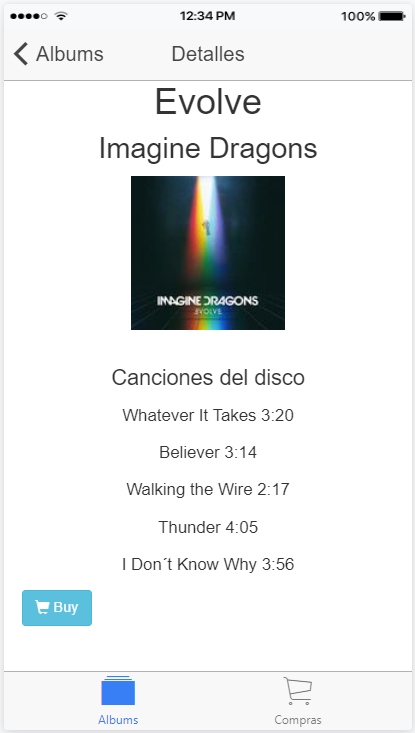 12:34 PM 100%
Albums Detalles
Evolve
Imagine Dragons
IMAGINE DRAGONS
EVOLVE
Canciones del disco
Whatever It Takes 3:20
Believer 3:14
Walking the Wire 2:17
Thunder 4:05
I Don´t Know Why 3:56
Buy
Albums Compras